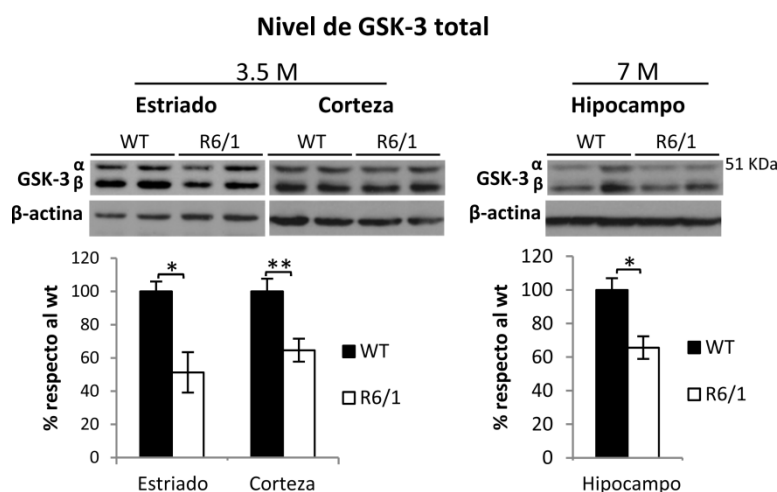 Nivel de GSK-3 total
3.5 M
7 M
Estriado
Corteza
Hipocampo
WT R6/1 WT R6/1
WT R6/1
GSK-3 α
β
β-actina
GSK-3 α
β
51 KDa
β-actina
% respecto al wt
120
100
80
60
40
20
0
*
**
Estriado
Corteza
WT
R6/1
% respecto al wt
120
100
80
60
40
20
0
*
Hipocampo
WT
R6/1